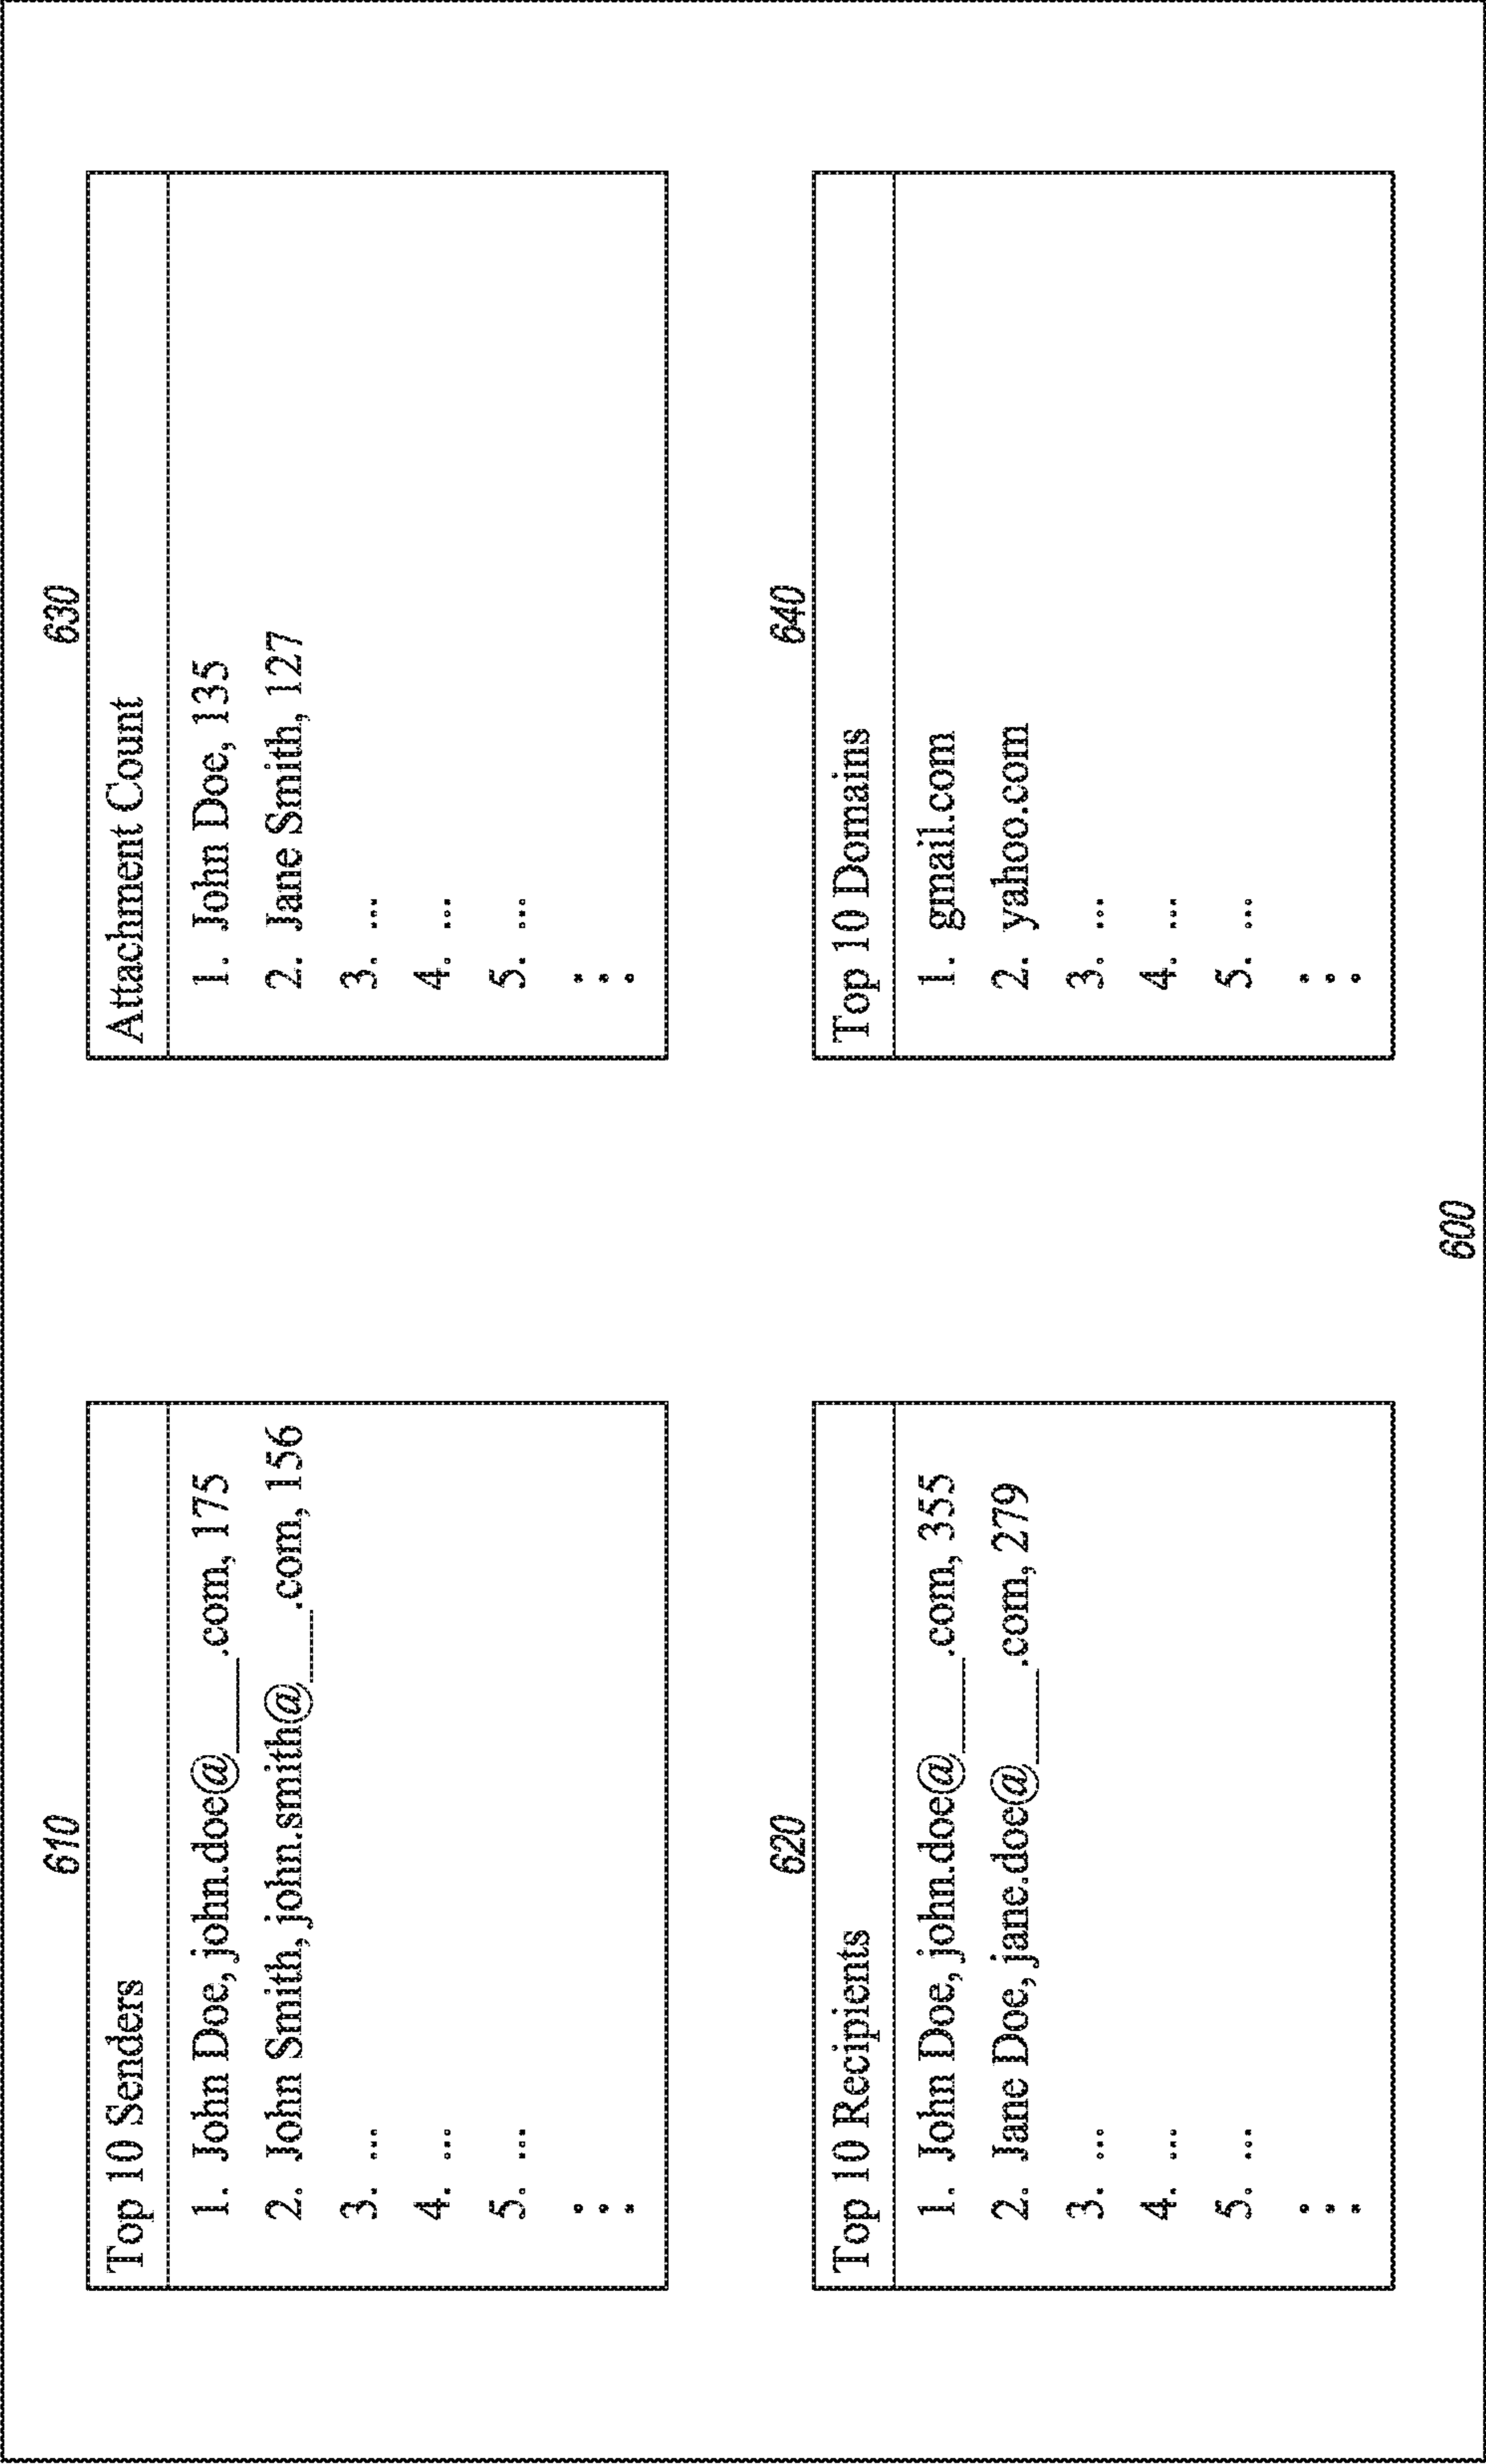 610
Top 10 Senders
1. John Doe, john.doe@____.com, 175
2. John Smith, john.smith@___.com, 156
3. ...
4. ...
5. ...
630
Attachment Count
1. John Doe, 135
2. Jane Smith, 127
3. ...
4. ...
5. ...
620
Top 10 Recipients
1. John Doe, john.doe@____.com, 355
2. Jane Doe, jane.doe@____.com, 279
3. ...
4. ...
5. ...
640
Top 10 Domains
1. gmail.com
2. yahoo.com
3. ...
4. ...
5. ...
600